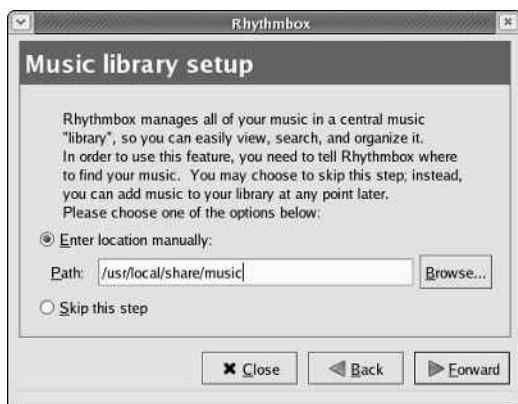 Rhythmbox
Music library setup
Rhythmbox manages all of your music in a central music
"library", so you can easily view, search, and organize it.
In order to use this feature, you need to tell Rhythmbox where
to find your music. You may choose to skip this step; instead,
you can add music to your library at any point later.
Please choose one of the options below:
Enter location manually:
Path: /usr/local/share/music Browse...
Skip this step
Close Back Forward